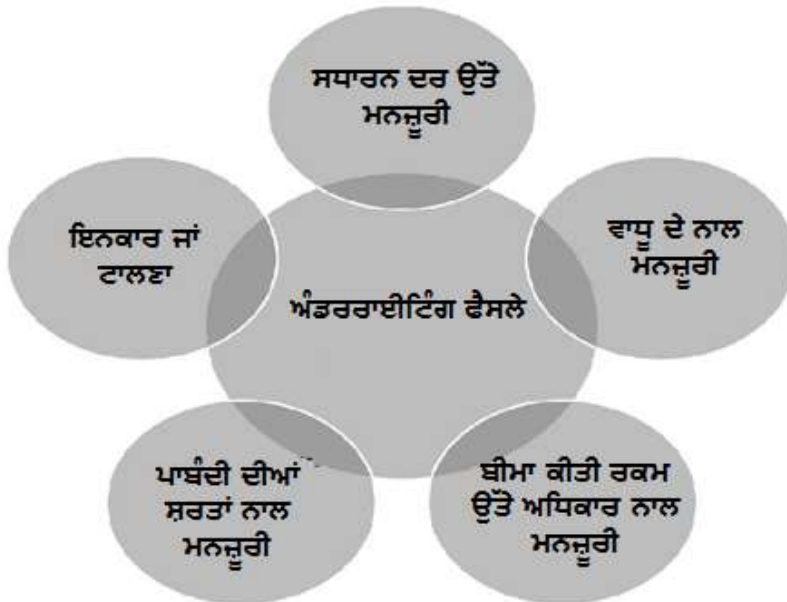 ਸਧਾਰਨ ਦਰ ਉੱਤੇ
ਮਨਜ਼ੂਰੀ
ਵਾਧੂ ਦੇ ਨਾਲ
ਮਨਜ਼ੂਰੀ
ਬੀਮਾ ਕੀਤੀ ਰਕਮ
ਉੱਤੇ ਅਧਿਕਾਰ ਨਾਲ
ਮਨਜ਼ੂਰੀ
ਪਾਬੰਦੀ ਦੀਆਂ
ਸ਼ਰਤਾਂ ਨਾਲ
ਮਨਜ਼ੂਰੀ
ਇਨਕਾਰ ਜਾਂ
ਟਾਲਣਾ
ਅੰਡਰਰਾਈਟਿੰਗ ਫੈਸਲੇ